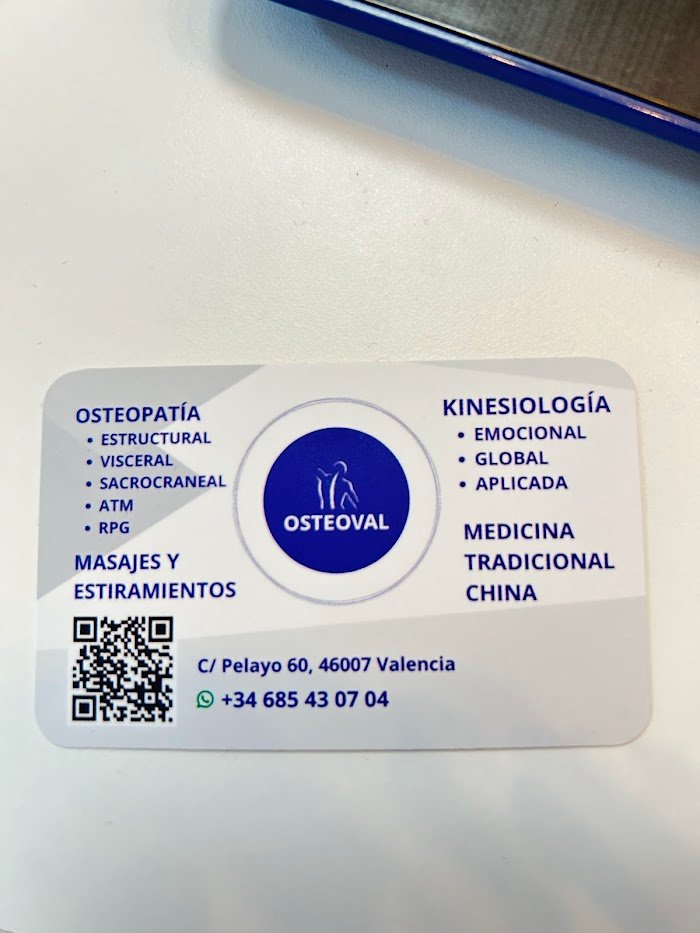 OSTEOPATÍA
• ESTRUCTURAL
• VISCERAL
• SACROCRANEAL
• ATM
• RPG
MASAJES Y
ESTIRAMIENTOS
OSTEOVAL
KINESIOLOGÍA
• EMOCIONAL
• GLOBAL
• APLICADA
MEDICINA
TRADICIONAL
CHINA
C/ Pelayo 60, 46007 Valencia
+34 685 43 07 04